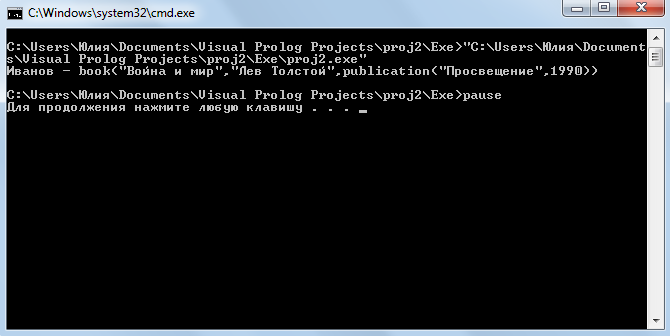 C:\Windows\system32\cmd.exe
C:\Users\Юлия\Documents\Visual Prolog Projects\proj2\Exe>"C:\Users\Юлия\Document
s\Visual Prolog Projects\proj2\Exe\proj2.exe"
Иванов – book("Война и мир","Лев Толстой",publication("Просвещение",1990))
C:\Users\Юлия\Documents\Visual Prolog Projects\proj2\Exe>pause
Для продолжения нажмите любую клавишу . . . _